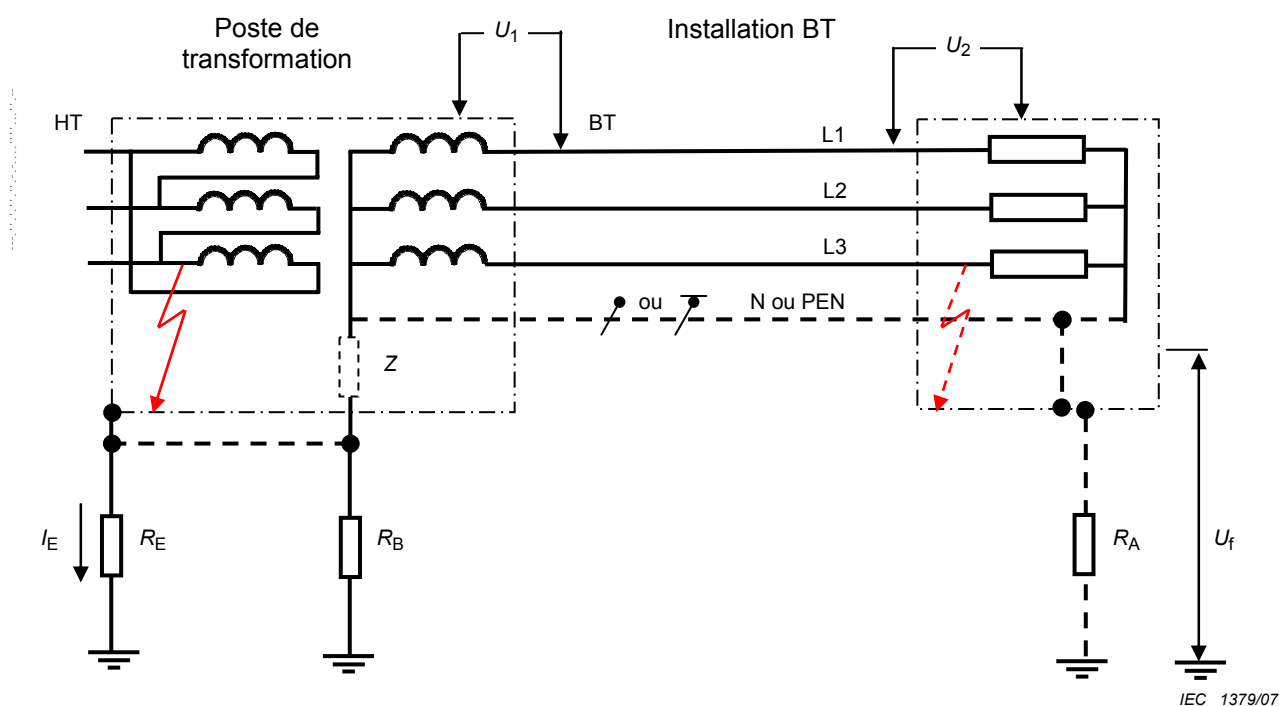 Poste de
transformation
U1
Installation BT
U2
HT
BT
L1
L2
L3
ou
N ou PEN
Z
IE
RE
RB
RA
Uf
IEC 1379/07